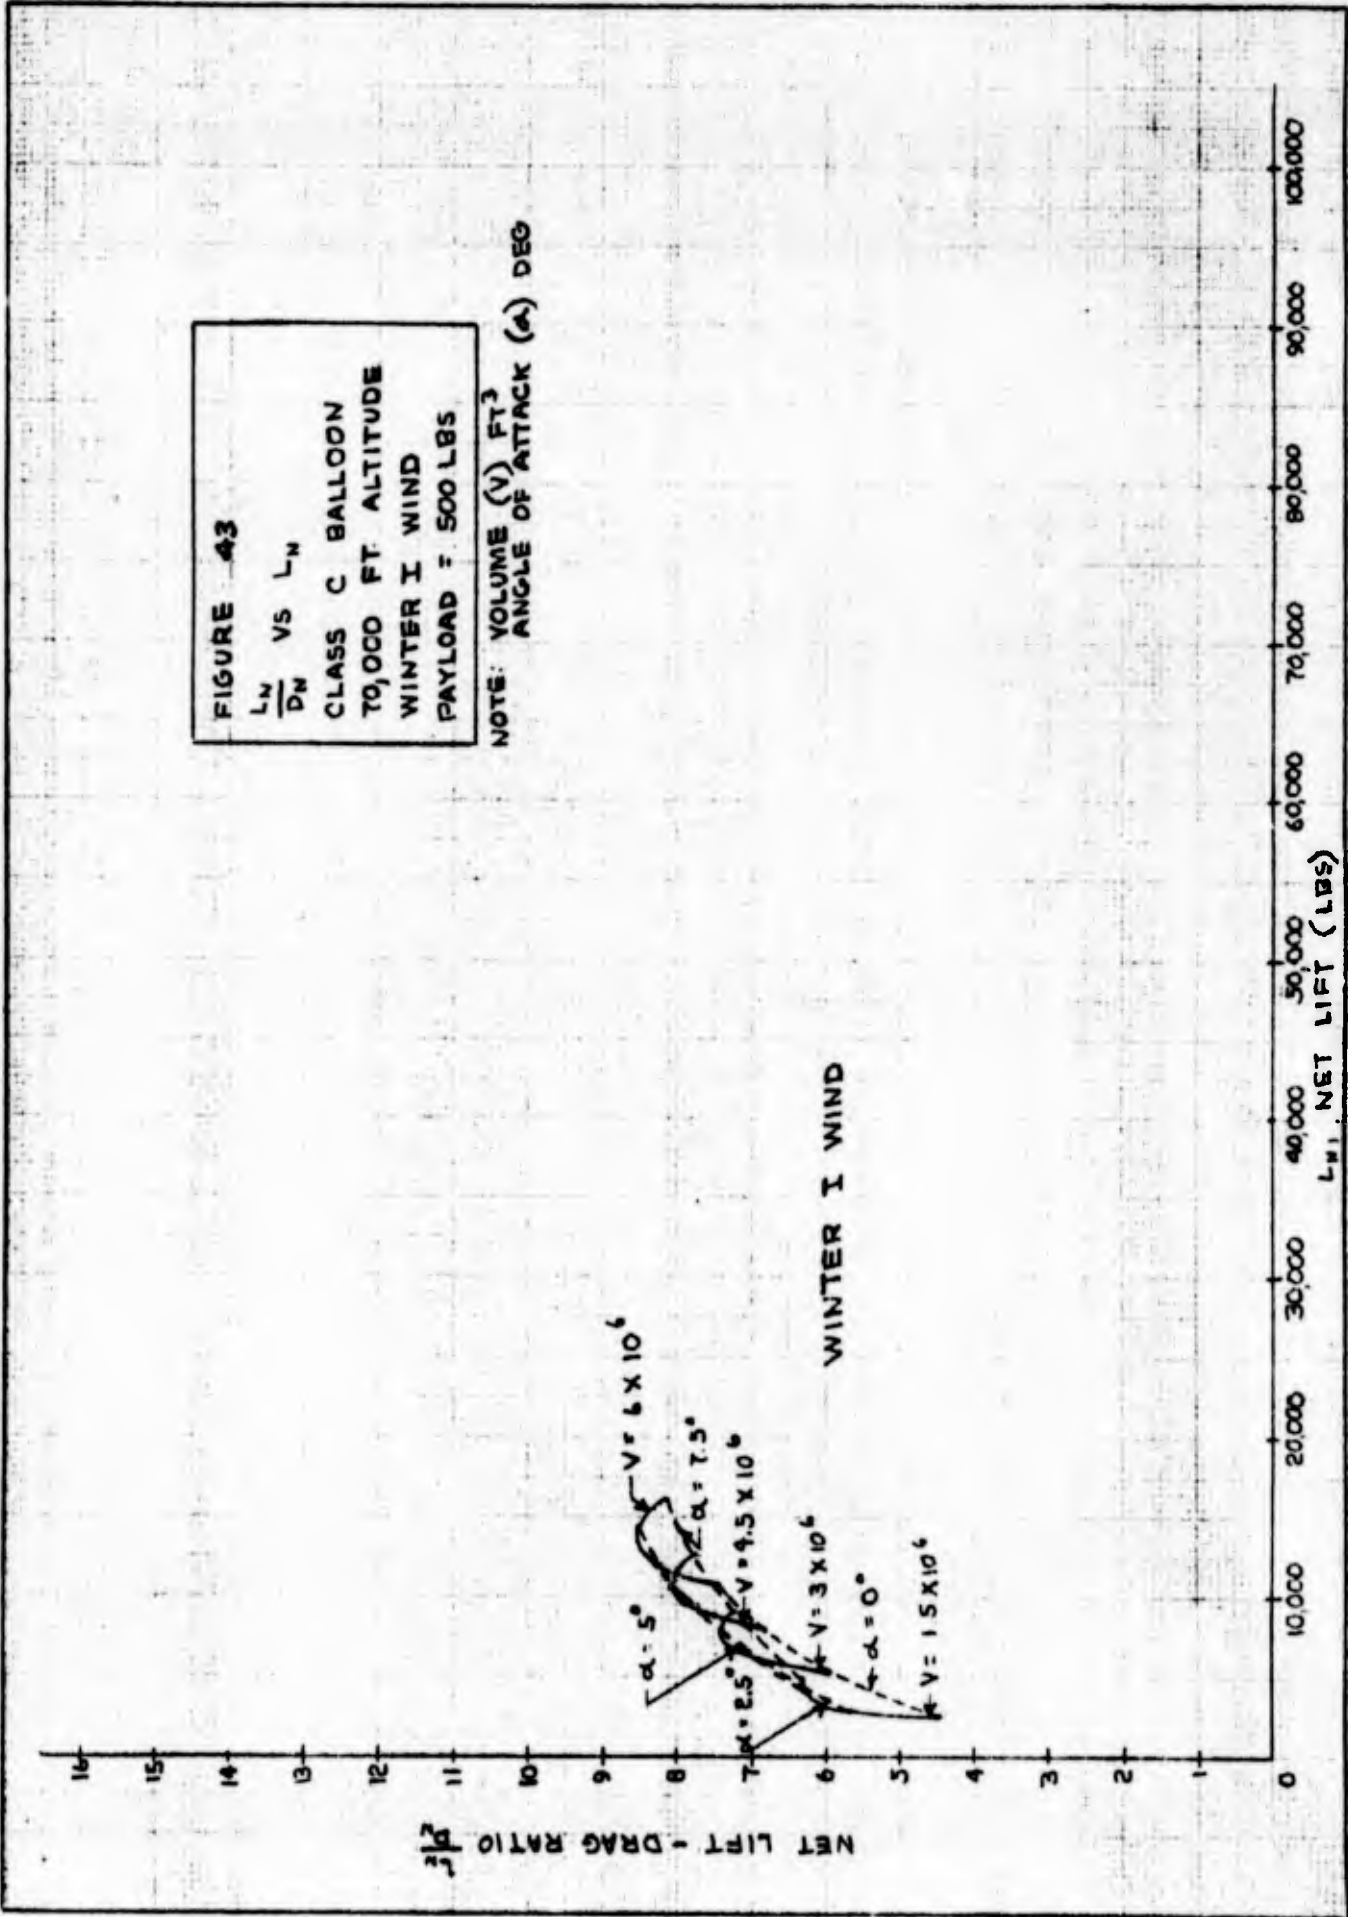 FIGURE 43
L_N/D_N VS L_N
CLASS C BALLOON
70,000 FT. ALTITUDE
WINTER I WIND
PAYLOAD = 500 LBS
NOTE: VOLUME (V) FT³
ANGLE OF ATTACK (α) DEG
NET LIFT - DRAG RATIO L_N/D_N
16
15
14
13
12
11
10
9
8
7
6
5
4
3
2
1
0
V = 6 X 10⁶
α = 7.5°
V = 4.5 X 10⁶
α = 5°
α = 2.5°
V = 3 X 10⁶
α = 0°
V = 1.5 X 10⁶
WINTER I WIND
10,000
20,000
30,000
40,000
50,000
60,000
70,000
80,000
90,000
100,000
L_N, NET LIFT (LBS)